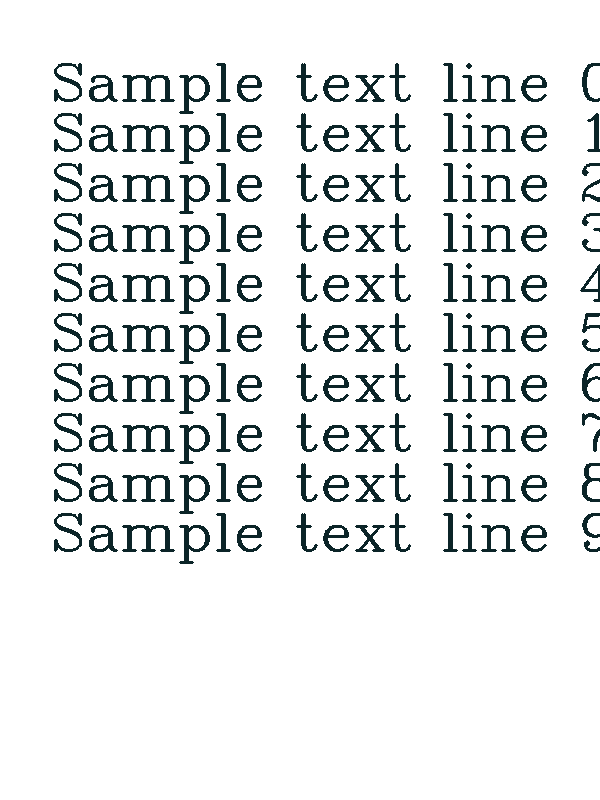 Sample text line 0
Sample text line 1
Sample text line 2
Sample text line 3
Sample text line 4
Sample text line 5
Sample text line 6
Sample text line 7
Sample text line 8
Sample text line 9